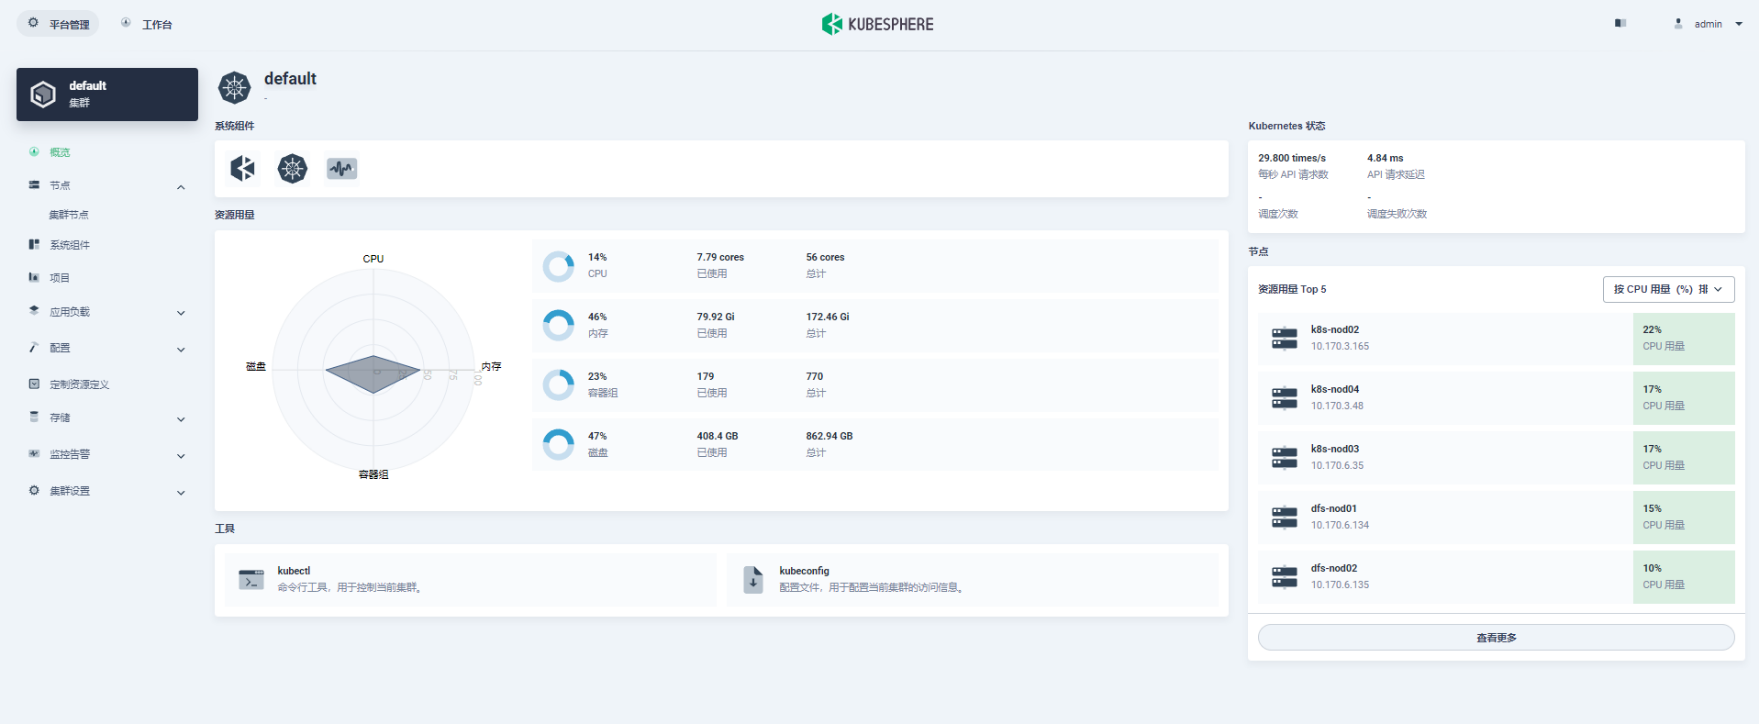 平台管理
工作台
KUBESPHERE
admin
default
集群
概览
节点
集群节点
系统组件
项目
应用负载
配置
定制资源定义
存储
监控告警
集群设置
default
-
系统组件
资源用量
CPU
内存
容器组
磁盘
0 25 50 75 100
14% 7.79 cores 56 cores
CPU 已使用 总计
46% 79.92 Gi 172.46 Gi
内存 已使用 总计
23% 179 770
容器组 已使用 总计
47% 408.4 GB 862.94 GB
磁盘 已使用 总计
工具
kubectl
命令行工具，用于控制当前集群。
kubeconfig
配置文件，用于配置当前集群的访问信息。
Kubernetes 状态
29.800 times/s 4.84 ms
每秒 API 请求数 API 请求延迟
- -
调度次数 调度失败次数
节点
资源用量 Top 5
按 CPU 用量（%）排
k8s-nod02 22%
10.170.3.165 CPU 用量
k8s-nod04 17%
10.170.3.48 CPU 用量
k8s-nod03 17%
10.170.6.35 CPU 用量
dfs-nod01 15%
10.170.6.134 CPU 用量
dfs-nod02 10%
10.170.6.135 CPU 用量
查看更多